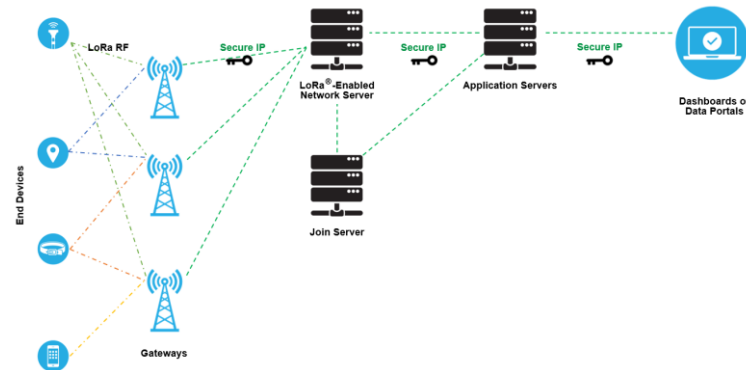 LoRa RF
Secure IP
Secure IP
Secure IP
LoRa®-Enabled
Network Server
Application Servers
Dashboards o
Data Portals
End Devices
Join Server
Gateways